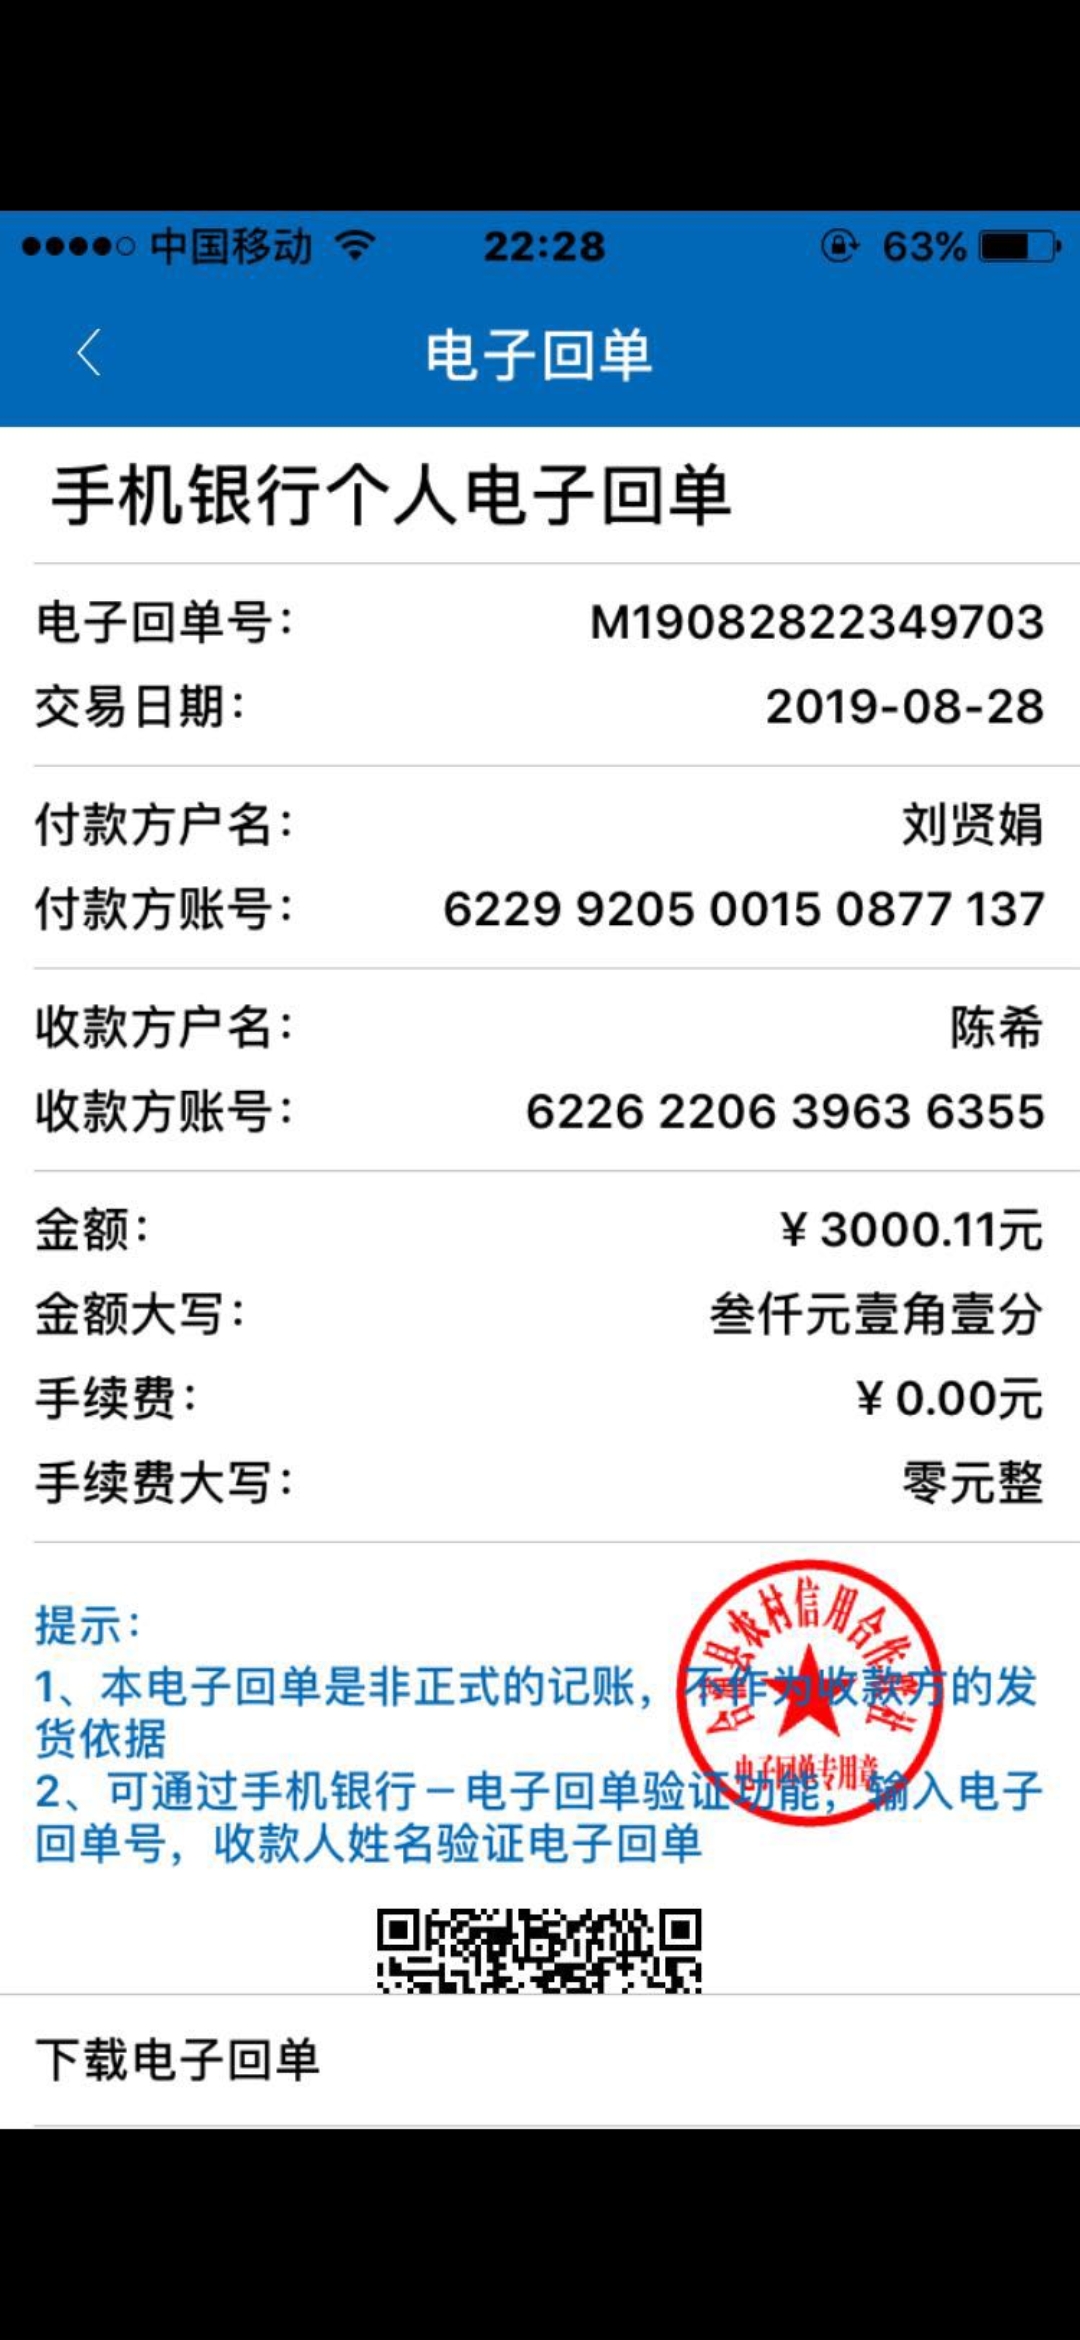 中国移动 22:28 63%
电子回单
手机银行个人电子回单
电子回单号： M19082822349703
交易日期： 2019-08-28
付款方户名： 刘贤娟
付款方账号： 6229 9205 0015 0877 137
收款方户名： 陈希
收款方账号： 6226 2206 3963 6355
金额： ¥ 3000.11元
金额大写： 叁仟元壹角壹分
手续费： ¥ 0.00元
手续费大写： 零元整
提示：
1、本电子回单是非正式的记账，不作为收款方的发
货依据
2、可通过手机银行－电子回单验证功能，输入电子
回单号，收款人姓名验证电子回单
县农村信用合作联社
电子回单专用章
下载电子回单